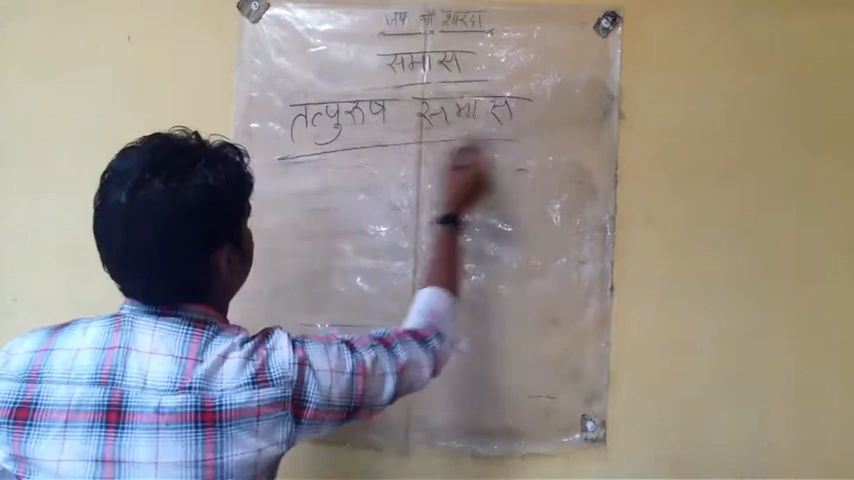 जय माँ शारदा
समास
तत्पुरुष समास